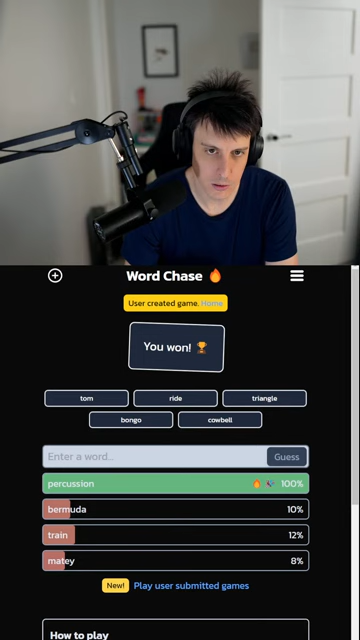 Word Chase 🔥
User created game. Home
You won! 🏆
tom ride triangle
bongo cowbell
Enter a word... Guess
percussion 🔥 🎉 100%
bermuda 10%
train 12%
matey 8%
New! Play user submitted games
How to play